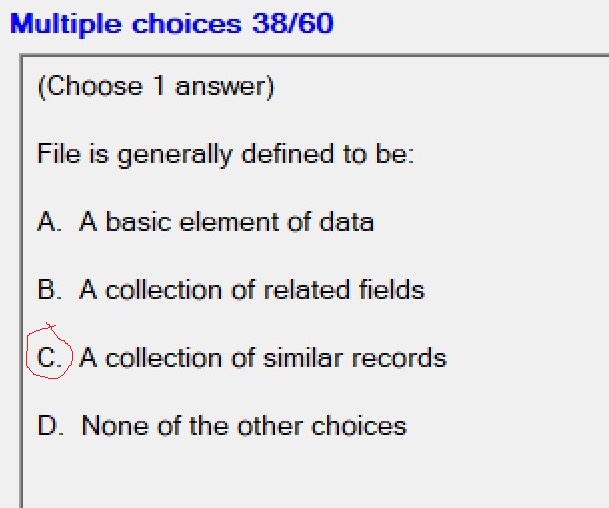 Multiple choices 38/60
(Choose 1 answer)
File is generally defined to be:
A. A basic element of data
B. A collection of related fields
C. A collection of similar records
D. None of the other choices